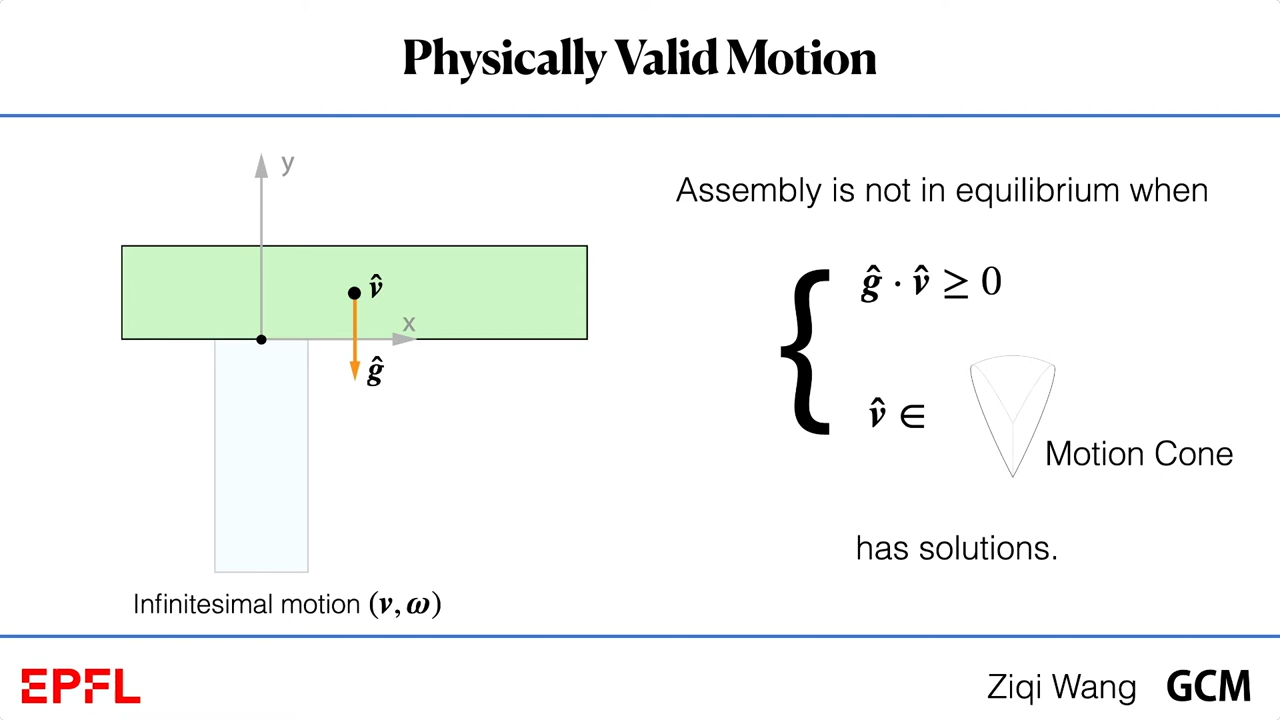 Physically Valid Motion
y
v̂
x
ĝ
Infinitesimal motion (v, ω)
Assembly is not in equilibrium when
{ ĝ · v̂ ≥ 0
v̂ ∈
Motion Cone
has solutions.
EPFL
Ziqi Wang GCM